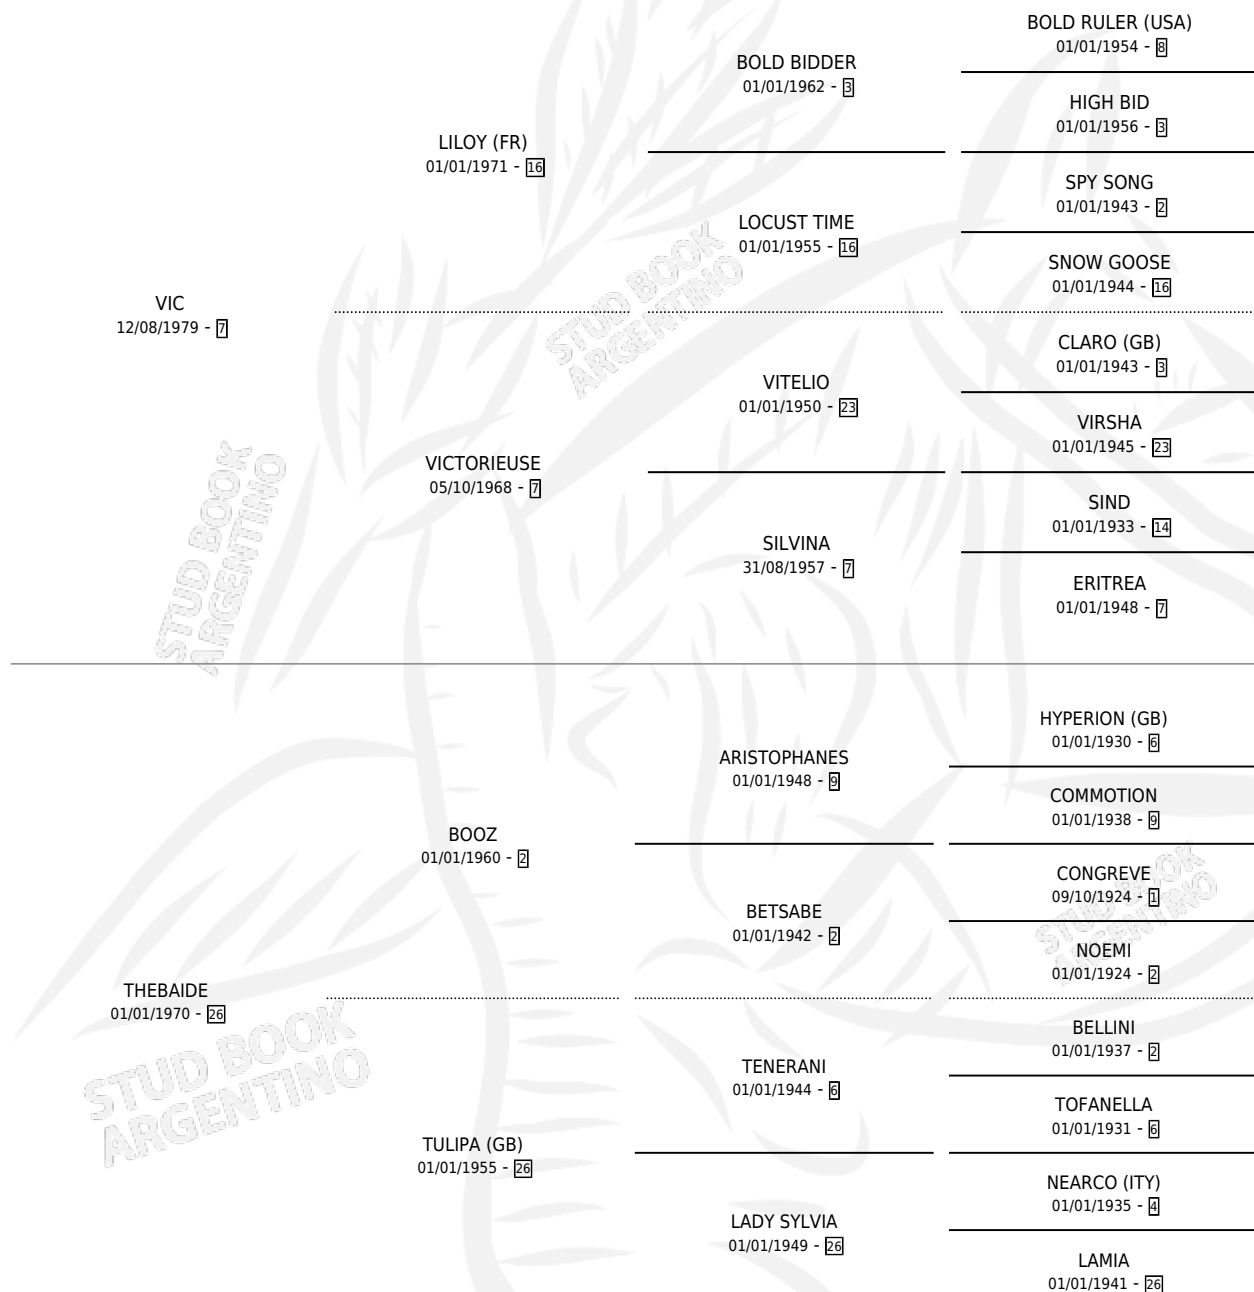 BOLD RULER (USA)
01/01/1954 - 8
BOLD BIDDER
01/01/1962 - 3
HIGH BID
01/01/1956 - 3
LILOY (FR)
01/01/1971 - 16
SPY SONG
01/01/1943 - 2
LOCUST TIME
01/01/1955 - 16
SNOW GOOSE
01/01/1944 - 16
STUD BOOK
ARGENTINO
VIC
12/08/1979 - 7
CLARO (GB)
01/01/1943 - 3
VITELIO
01/01/1950 - 23
VIRSHA
01/01/1945 - 23
VICTORIEUSE
05/10/1968 - 7
SIND
01/01/1933 - 14
SILVINA
31/08/1957 - 7
ERITREA
01/01/1948 - 7
STUD BOOK
ARGENTINO
HYPERION (GB)
01/01/1930 - 6
ARISTOPHANES
01/01/1948 - 9
COMMOTION
01/01/1938 - 9
BOOZ
01/01/1960 - 2
CONGREVE
09/10/1924 - 1
BETSABE
01/01/1942 - 2
NOEMI
01/01/1924 - 2
STUD BOOK
ARGENTINO
THEBAIDE
01/01/1970 - 26
BELLINI
01/01/1937 - 2
TENERANI
01/01/1944 - 6
TOFANELLA
01/01/1931 - 6
STUD BOOK
ARGENTINO
TULIPA (GB)
01/01/1955 - 26
NEARCO (ITY)
01/01/1935 - 4
LADY SYLVIA
01/01/1949 - 26
LAMIA
01/01/1941 - 26